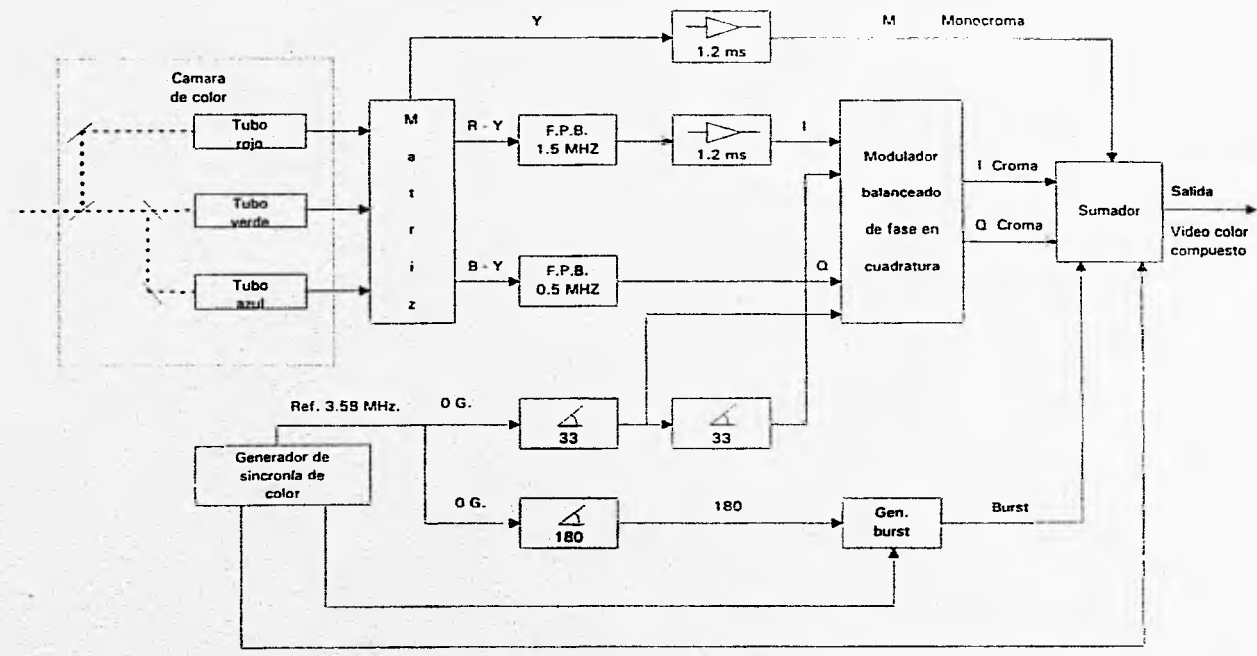 Y
M Monocroma
1.2 ms
Camara
de color
Tubo
rojo
Tubo
verde
Tubo
azul
M
a
t
r
i
z
R - Y
F.P.B.
1.5 MHZ
1.2 ms
I
B - Y
F.P.B.
0.5 MHZ
Q
Modulador
balanceado
de fase en
cuadratura
I Croma
Q Croma
Sumador
Salida
Video color
compuesto
Ref. 3.58 MHz.
0 G.
33
33
Generador de
sincronía de
color
0 G.
180
180
Gen.
burst
Burst